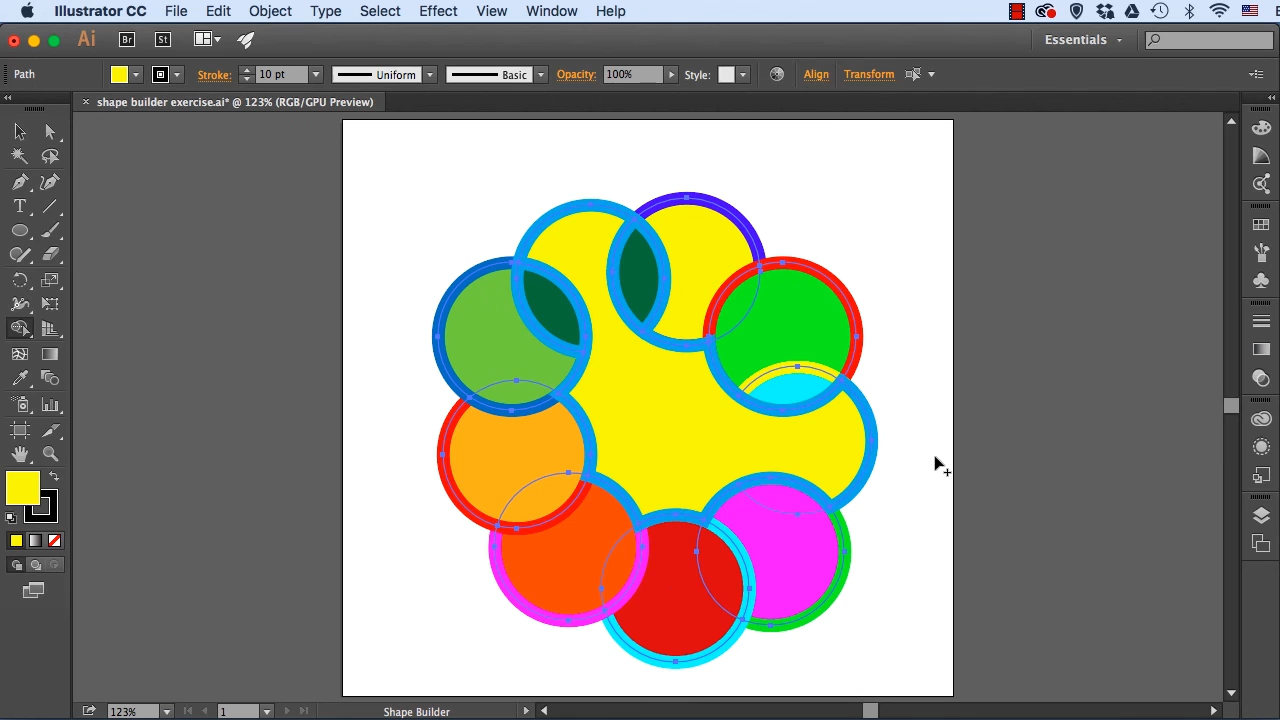 Illustrator CC File Edit Object Type Select Effect View Window Help
Ai Br St Essentials
Path Stroke: 10 pt Uniform Basic Opacity: 100% Style: Align Transform
× shape builder exercise.ai* @ 123% (RGB/GPU Preview)
T
123% 1 Shape Builder